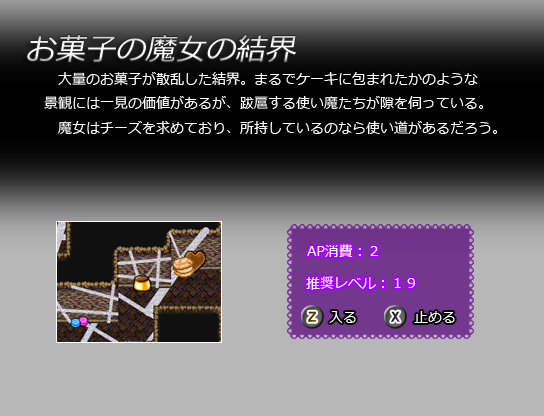 お菓子の魔女の結界
大量のお菓子が散乱した結界。まるでケーキに包まれたかのような
景観には一見の価値があるが、跋扈する使い魔たちが隙を伺っている。
魔女はチーズを求めており、所持しているのなら使い道があるだろう。
AP消費：２
推奨レベル：１９
Z 入る X 止める